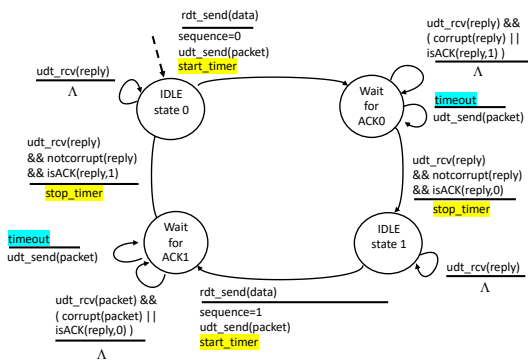 rdt_send(data)
sequence=0
udt_send(packet)
start_timer
udt_rcv(reply) &&
( corrupt(reply) ||
isACK(reply,1) )
Λ
udt_rcv(reply)
Λ
IDLE
state 0
Wait
for
ACK0
timeout
udt_send(packet)
udt_rcv(reply)
&& notcorrupt(reply)
&& isACK(reply,1)
stop_timer
udt_rcv(reply)
&& notcorrupt(reply)
&& isACK(reply,0)
stop_timer
timeout
udt_send(packet)
Wait
for
ACK1
IDLE
state 1
udt_rcv(reply)
Λ
udt_rcv(packet) &&
( corrupt(packet) ||
isACK(reply,0) )
Λ
rdt_send(data)
sequence=1
udt_send(packet)
start_timer